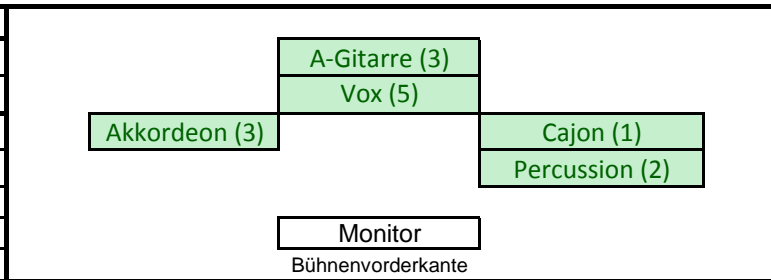 A-Gitarre (3)
Vox (5)
Akkordeon (3)
Cajon (1)
Percussion (2)
Monitor
Bühnenvorderkante